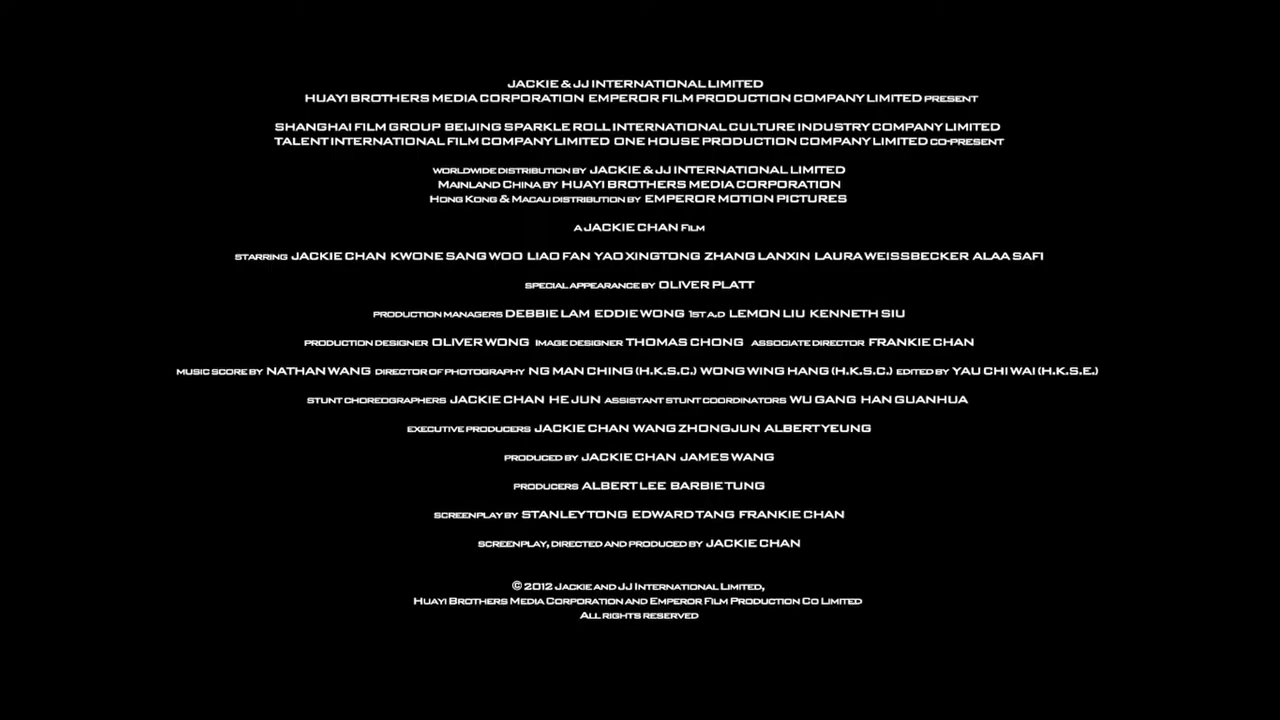 JACKIE & JJ INTERNATIONAL LIMITED
HUAYI BROTHERS MEDIA CORPORATION EMPEROR FILM PRODUCTION COMPANY LIMITED PRESENT
SHANGHAI FILM GROUP BEIJING SPARKLE ROLL INTERNATIONAL CULTURE INDUSTRY COMPANY LIMITED
TALENT INTERNATIONAL FILM COMPANY LIMITED ONE HOUSE PRODUCTION COMPANY LIMITED CO-PRESENT
WORLDWIDE DISTRIBUTION BY JACKIE & JJ INTERNATIONAL LIMITED
MAINLAND CHINA BY HUAYI BROTHERS MEDIA CORPORATION
HONG KONG & MACAU DISTRIBUTION BY EMPEROR MOTION PICTURES
A JACKIE CHAN FILM
STARRING JACKIE CHAN KWONE SANG WOO LIAO FAN YAO XINGTONG ZHANG LANXIN LAURA WEISSBECKER ALAA SAFI
SPECIAL APPEARANCE BY OLIVER PLATT
PRODUCTION MANAGERS DEBBIE LAM EDDIE WONG 1ST A.D LEMON LIU KENNETH SIU
PRODUCTION DESIGNER OLIVER WONG IMAGE DESIGNER THOMAS CHONG ASSOCIATE DIRECTOR FRANKIE CHAN
MUSIC SCORE BY NATHAN WANG DIRECTOR OF PHOTOGRAPHY NG MAN CHING (H.K.S.C.) WONG WING HANG (H.K.S.C.) EDITED BY YAU CHI WAI (H.K.S.E.)
STUNT CHOREOGRAPHERS JACKIE CHAN HE JUN ASSISTANT STUNT COORDINATORS WU GANG HAN GUANHUA
EXECUTIVE PRODUCERS JACKIE CHAN WANG ZHONGJUN ALBERT YEUNG
PRODUCED BY JACKIE CHAN JAMES WANG
PRODUCERS ALBERT LEE BARBIE TUNG
SCREENPLAY BY STANLEY TONG EDWARD TANG FRANKIE CHAN
SCREENPLAY, DIRECTED AND PRODUCED BY JACKIE CHAN
© 2012 JACKIE AND JJ INTERNATIONAL LIMITED,
HUAYI BROTHERS MEDIA CORPORATION AND EMPEROR FILM PRODUCTION CO LIMITED
ALL RIGHTS RESERVED